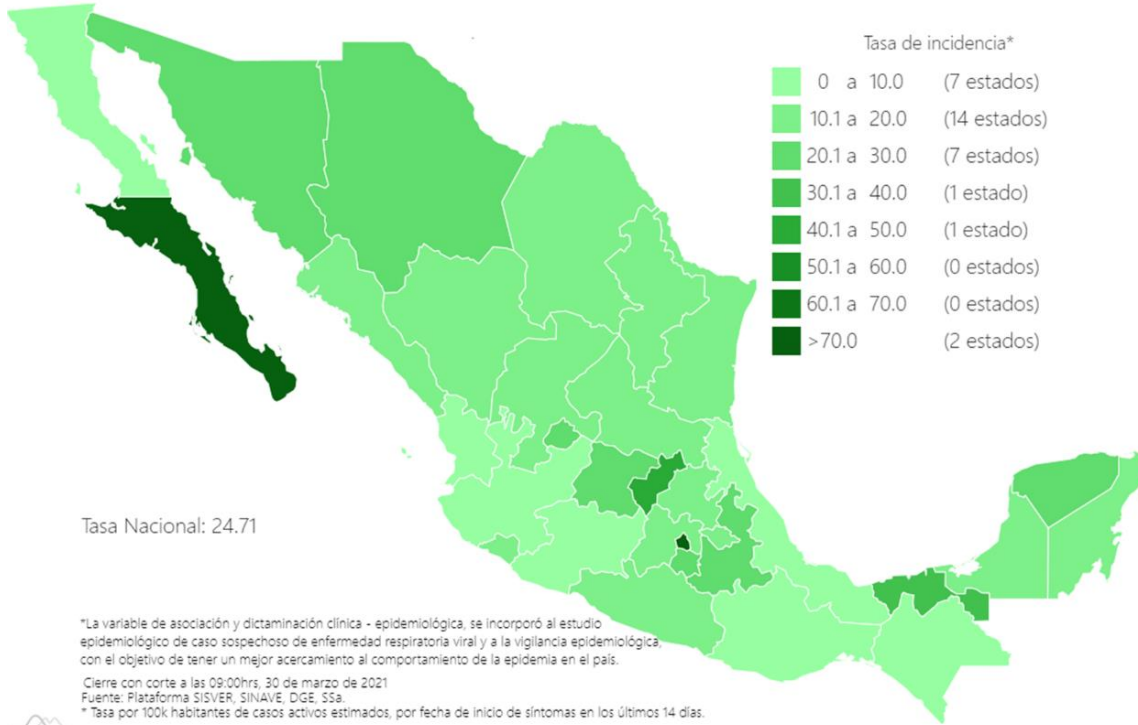 Tasa de incidencia*
0 a 10.0 (7 estados)
10.1 a 20.0 (14 estados)
20.1 a 30.0 (7 estados)
30.1 a 40.0 (1 estado)
40.1 a 50.0 (1 estado)
50.1 a 60.0 (0 estados)
60.1 a 70.0 (0 estados)
>70.0 (2 estados)
Tasa Nacional: 24.71
*La variable de asociación y dictaminación clínica - epidemiológica, se incorporó al estudio
epidemiológico de caso sospechoso de enfermedad respiratoria viral y a la vigilancia epidemiológica,
con el objetivo de tener un mejor acercamiento al comportamiento de la epidemia en el país.
Cierre con corte a las 09:00hrs, 30 de marzo de 2021
Fuente: Plataforma SISVER, SINAVE, DGE, SSa.
* Tasa por 100k habitantes de casos activos estimados, por fecha de inicio de síntomas en los últimos 14 días.